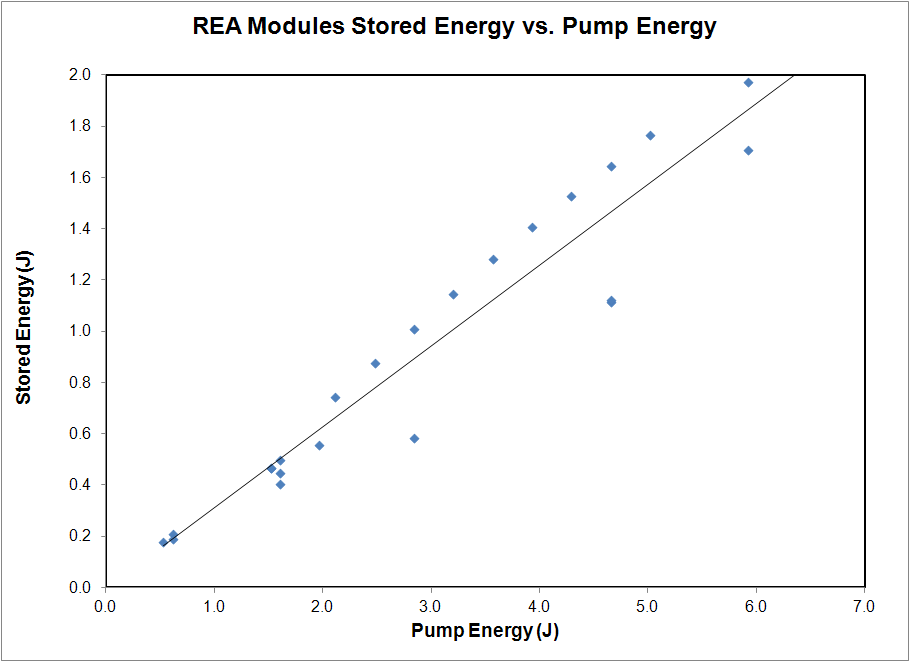 REA Modules Stored Energy vs. Pump Energy
2.0
1.8
1.6
1.4
1.2
1.0
0.8
0.6
0.4
0.2
0.0
Stored Energy (J)
0.0 1.0 2.0 3.0 4.0 5.0 6.0 7.0
Pump Energy (J)